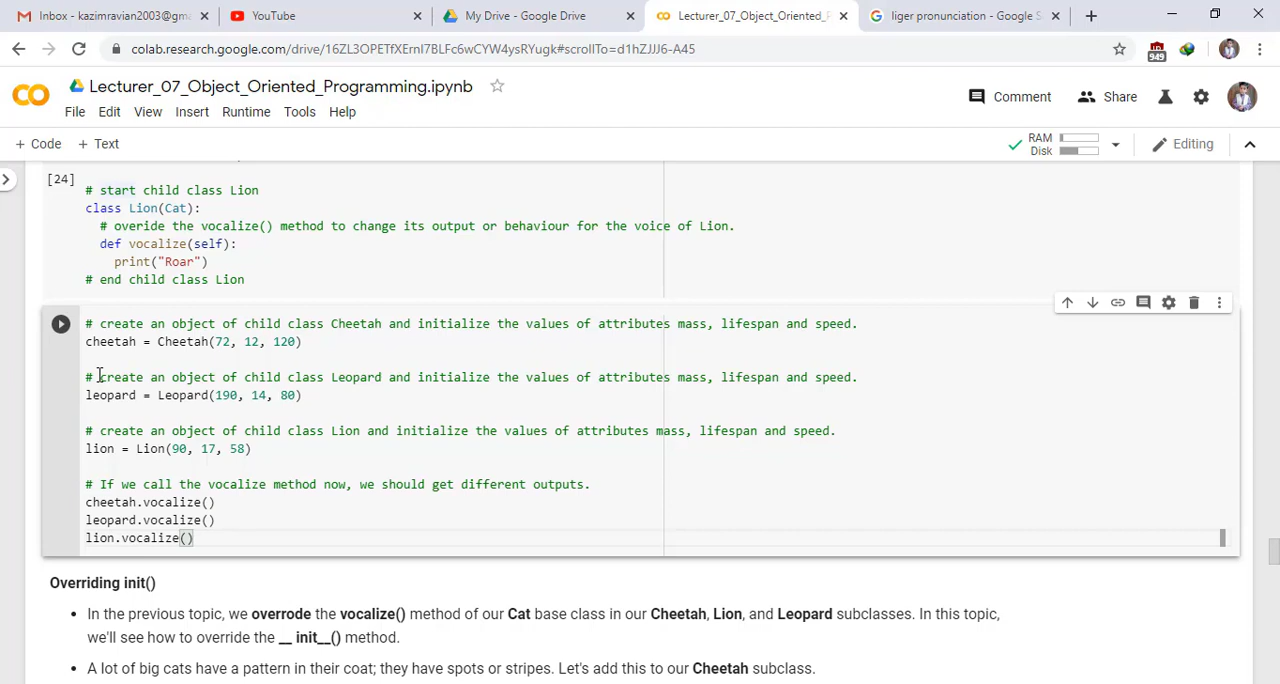 Inbox - kazimravian2003@gma
YouTube
My Drive - Google Drive
Lecturer_07_Object_Oriented_P
liger pronunciation - Google S
colab.research.google.com/drive/16ZL3OPETfXErnI7BLFc6wCYW4ysRYugk#scrollTo=d1hZJJJ6-A45
949
Lecturer_07_Object_Oriented_Programming.ipynb
Comment
Share
File Edit View Insert Runtime Tools Help
+ Code + Text
RAM
Disk
Editing
[24]
# start child class Lion
class Lion(Cat):
# overide the vocalize() method to change its output or behaviour for the voice of Lion.
def vocalize(self):
print("Roar")
# end child class Lion
# create an object of child class Cheetah and initialize the values of attributes mass, lifespan and speed.
cheetah = Cheetah(72, 12, 120)
# create an object of child class Leopard and initialize the values of attributes mass, lifespan and speed.
leopard = Leopard(190, 14, 80)
# create an object of child class Lion and initialize the values of attributes mass, lifespan and speed.
lion = Lion(90, 17, 58)
# If we call the vocalize method now, we should get different outputs.
cheetah.vocalize()
leopard.vocalize()
lion.vocalize()
Overriding init()
• In the previous topic, we overrode the vocalize() method of our Cat base class in our Cheetah, Lion, and Leopard subclasses. In this topic,
we'll see how to override the __ init__() method.
• A lot of big cats have a pattern in their coat; they have spots or stripes. Let's add this to our Cheetah subclass.